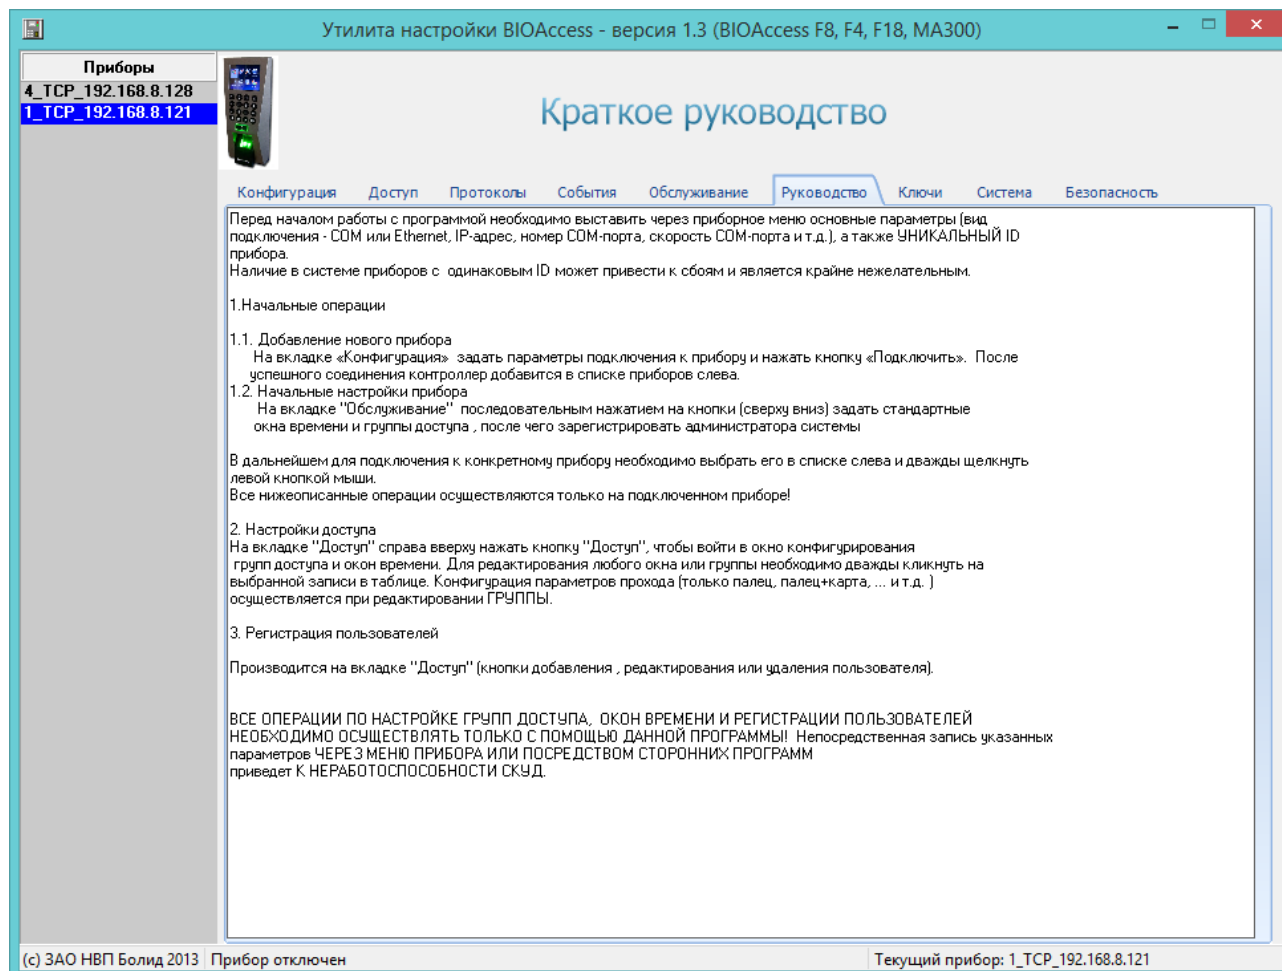 Утилита настройки BIOAccess - версия 1.3 (BIOAccess F8, F4, F18, MA300)
Приборы
4_TCP_192.168.8.128
1_TCP_192.168.8.121
Краткое руководство
Конфигурация Доступ Протоколы События Обслуживание Руководство Ключи Система Безопасность
Перед началом работы с программой необходимо выставить через приборное меню основные параметры (вид
подключения - COM или Ethernet, IP-адрес, номер COM-порта, скорость COM-порта и т.д.), а также УНИКАЛЬНЫЙ ID
прибора.
Наличие в системе приборов с одинаковым ID может привести к сбоям и является крайне нежелательным.
1.Начальные операции
1.1. Добавление нового прибора
На вкладке «Конфигурация» задать параметры подключения к прибору и нажать кнопку «Подключить». После
успешного соединения контроллер добавится в списке приборов слева.
1.2. Начальные настройки прибора
На вкладке "Обслуживание" последовательным нажатием на кнопки (сверху вниз) задать стандартные
окна времени и группы доступа , после чего зарегистрировать администратора системы
В дальнейшем для подключения к конкретному прибору необходимо выбрать его в списке слева и дважды щелкнуть
левой кнопкой мыши.
Все нижеописанные операции осуществляются только на подключенном приборе!
2. Настройки доступа
На вкладке "Доступ" справа вверху нажать кнопку "Доступ", чтобы войти в окно конфигурирования
групп доступа и окон времени. Для редактирования любого окна или группы необходимо дважды кликнуть на
выбранной записи в таблице. Конфигурация параметров прохода (только палец, палец+карта, ... и т.д. )
осуществляется при редактировании ГРУППЫ.
3. Регистрация пользователей
Производится на вкладке "Доступ" (кнопки добавления , редактирования или удаления пользователя).
ВСЕ ОПЕРАЦИИ ПО НАСТРОЙКЕ ГРУПП ДОСТУПА, ОКОН ВРЕМЕНИ И РЕГИСТРАЦИИ ПОЛЬЗОВАТЕЛЕЙ
НЕОБХОДИМО ОСУЩЕСТВЛЯТЬ ТОЛЬКО С ПОМОЩЬЮ ДАННОЙ ПРОГРАММЫ! Непосредственная запись указанных
параметров ЧЕРЕЗ МЕНЮ ПРИБОРА ИЛИ ПОСРЕДСТВОМ СТОРОННИХ ПРОГРАММ
приведет К НЕРАБОТОСПОСОБНОСТИ СКУД.
(c) ЗАО НВП Болид 2013 Прибор отключен Текущий прибор: 1_TCP_192.168.8.121